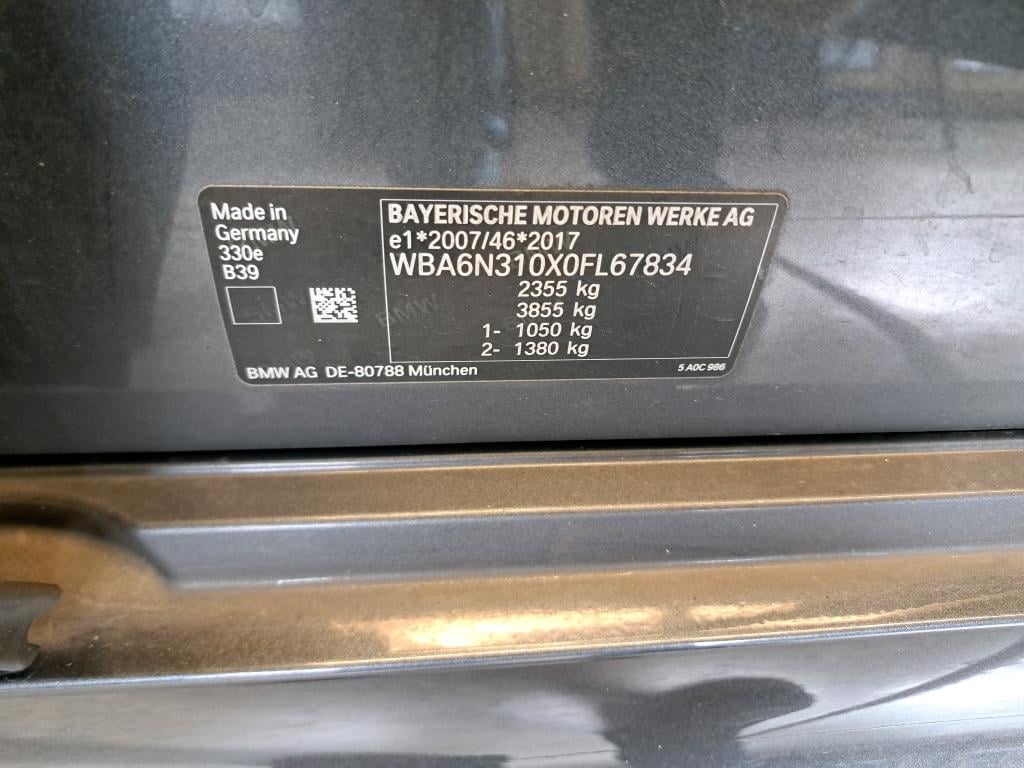 Made in
Germany
330e
B39
BAYERISCHE MOTOREN WERKE AG
e1*2007/46*2017
WBA6N310X0FL67834
2355 kg
3855 kg
1- 1050 kg
2- 1380 kg
BMW AG DE-80788 München
5 A0C 986
BMW